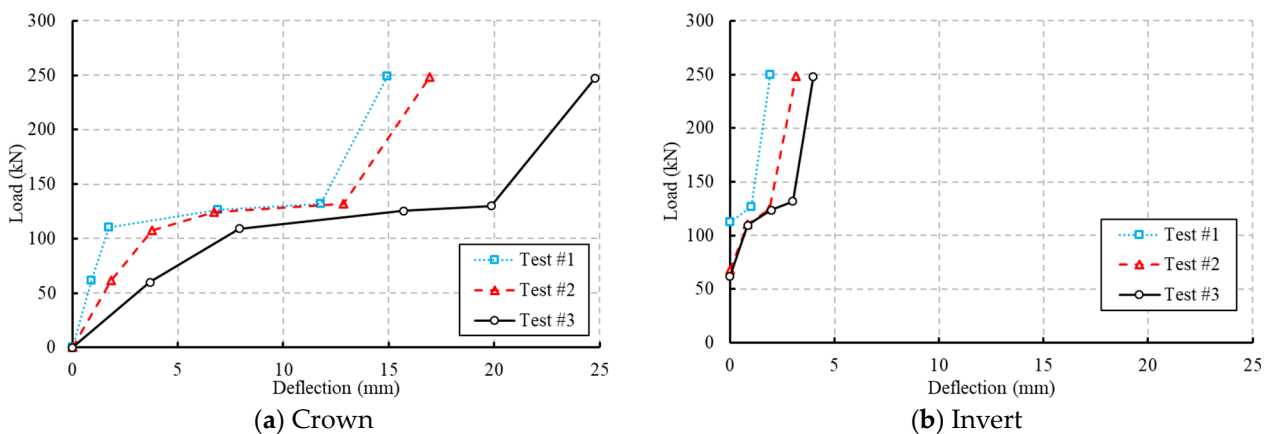 300
250
200
150
100
50
0
Load (kN)
0 5 10 15 20 25
Deflection (mm)
Test #1
Test #2
Test #3
(a) Crown
300
250
200
150
100
50
0
Load (kN)
0 5 10 15 20 25
Deflection (mm)
Test #1
Test #2
Test #3
(b) Invert